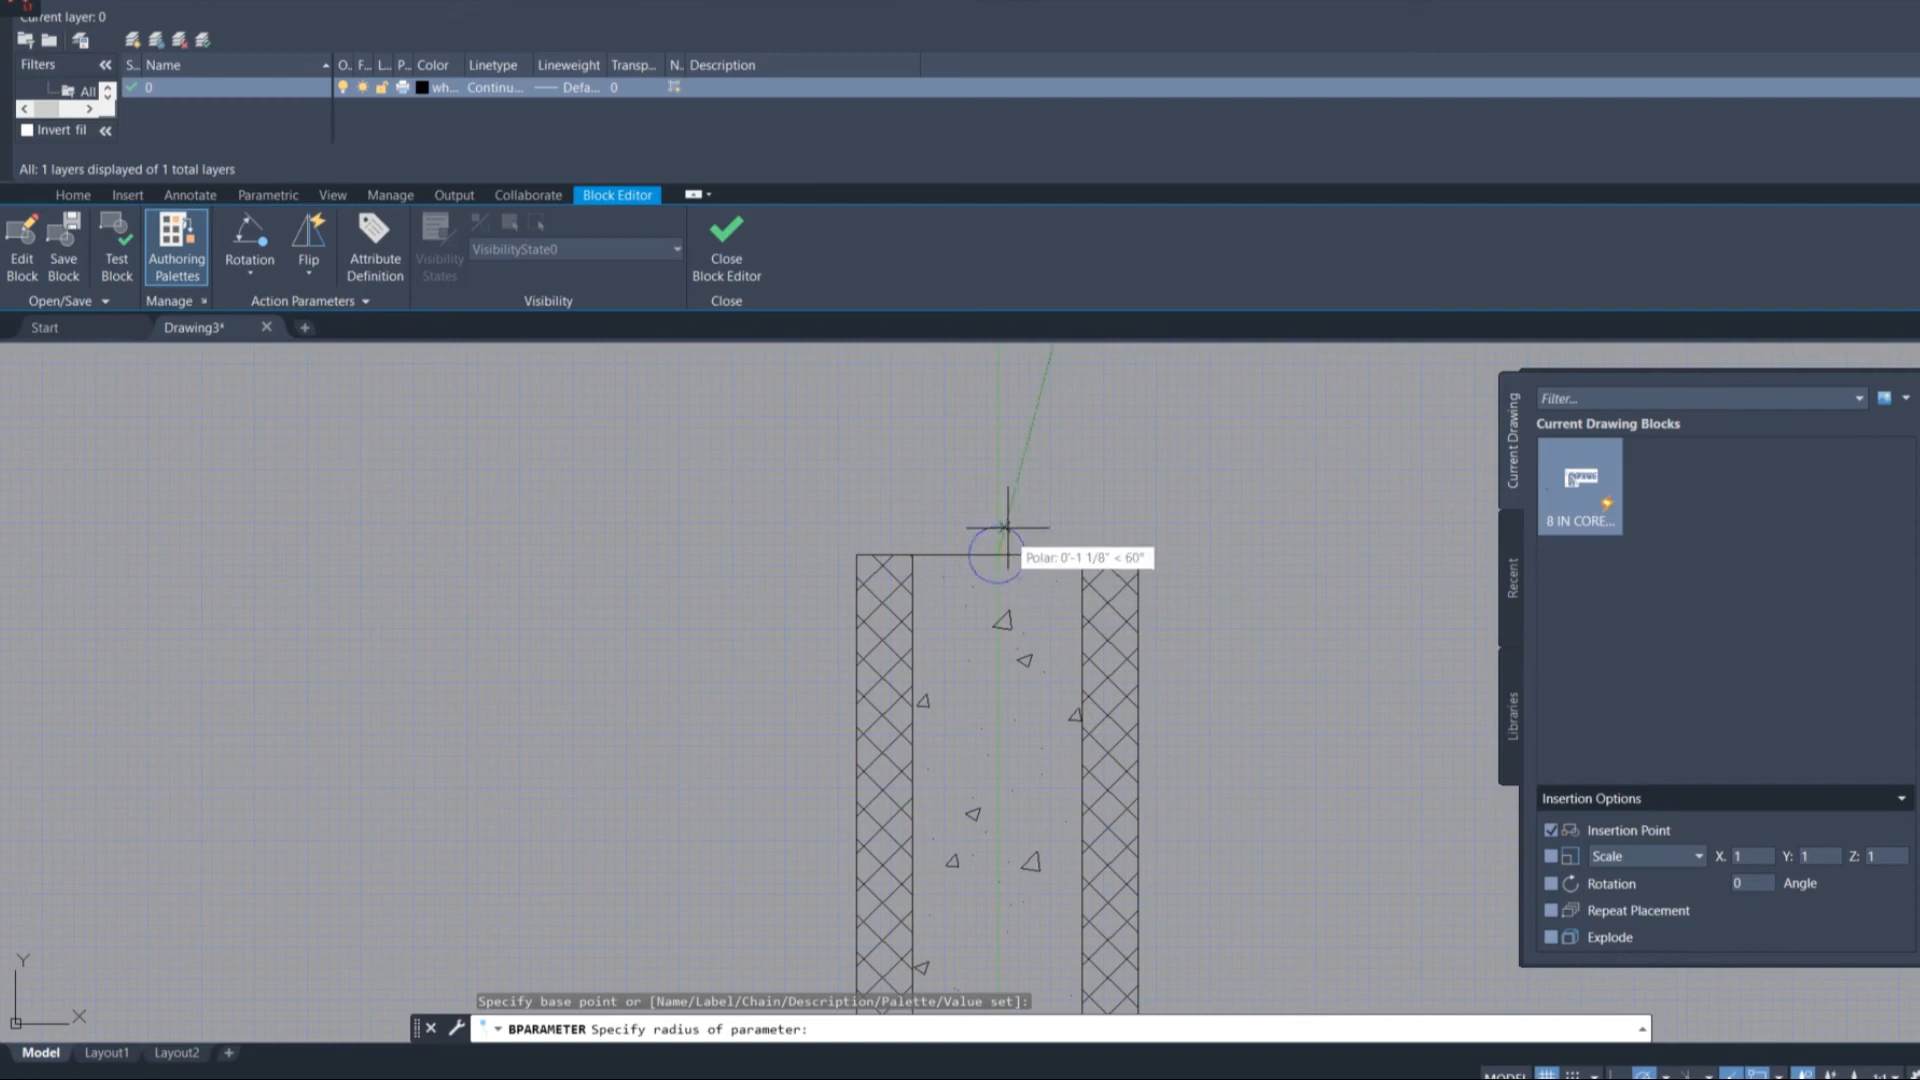 Current layer: 0
Filters
S.. Name O.. F... L... P... Color Linetype Lineweight Transp... N.. Description
All
0 wh... Continu... Defa... 0
Invert fil
All: 1 layers displayed of 1 total layers
Home Insert Annotate Parametric View Manage Output Collaborate Block Editor
Edit Block
Save Block
Test Block
Authoring Palettes
Rotation
Flip
Attribute Definition
Visibility States
VisibilityState0
Close Block Editor
Open/Save Manage Action Parameters Visibility Close
Start Drawing3*
Filter...
Current Drawing Blocks
8 IN CORE...
Current Drawing
Recent
Libraries
Polar: 0'-1 1/8" < 60°
Insertion Options
Insertion Point
Scale X. 1 Y: 1 Z: 1
Rotation 0 Angle
Repeat Placement
Explode
Y
X
Specify base point or [Name/Label/Chain/Description/Palette/Value set]:
BPARAMETER Specify radius of parameter:
Model Layout1 Layout2
MODEL
1:1